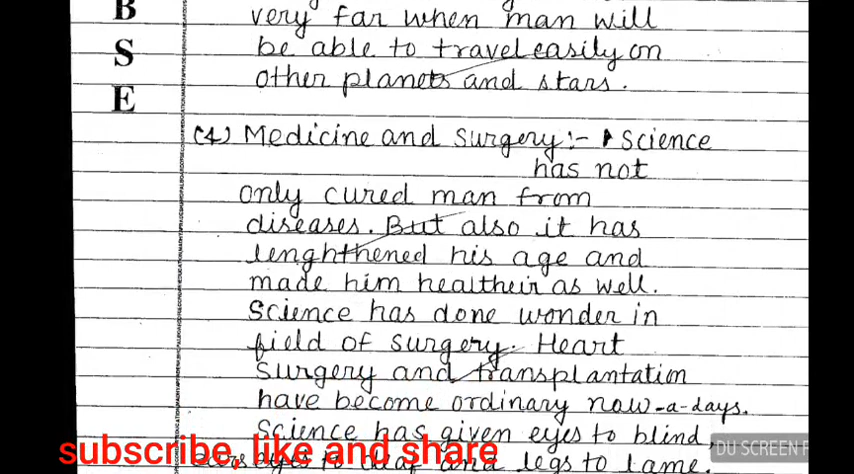 B
S
E
very far when man will
be able to travel easily on
other planets and stars.
(4) Medicine and surgery:- Science
has not
only cured man from
diseases. But also it has
lenghthened his age and
made him healtheir as well.
Science has done wonder in
field of surgery. Heart
Surgery and transplantation
have become ordinary now-a-days.
Science has given eyes to blind,
to deaf and legs to lame.
subscribe, like and share
DU SCREEN